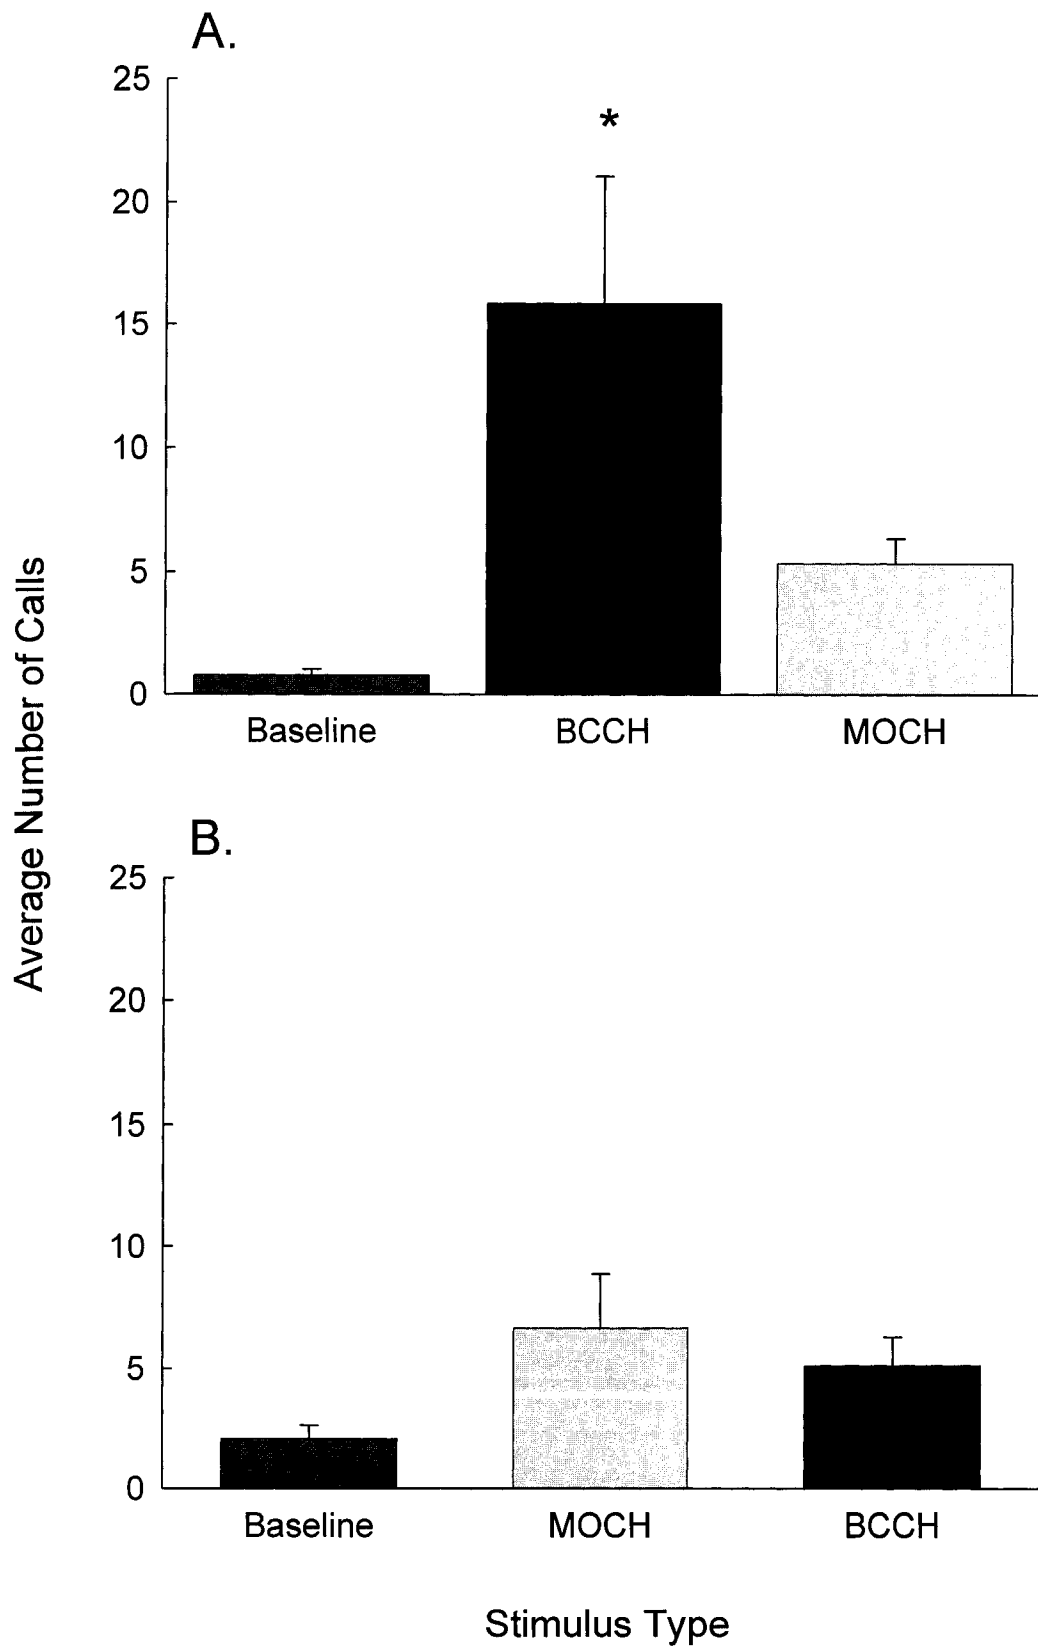 A.
25
*
20
15
10
5
0
Baseline BCCH MOCH
Average Number of Calls
B.
25
20
15
10
5
0
Baseline MOCH BCCH
Stimulus Type